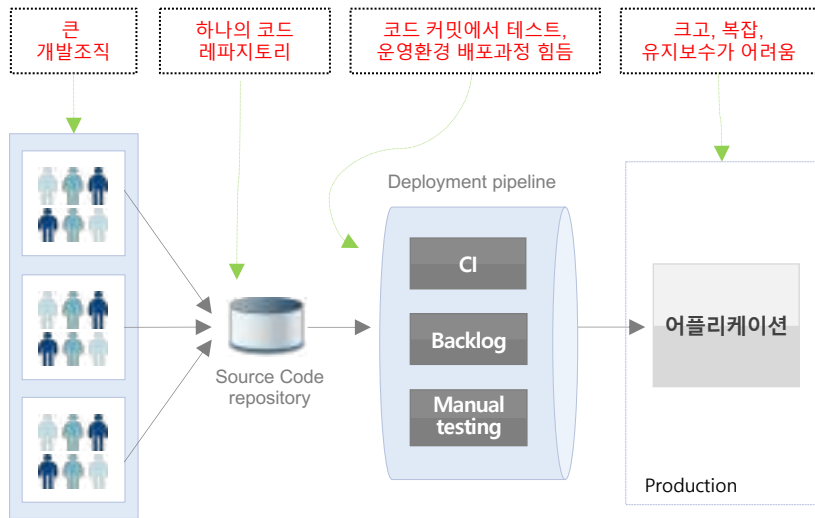 큰
개발조직
하나의 코드
레파지토리
코드 커밋에서 테스트,
운영환경 배포과정 힘듬
크고, 복잡,
유지보수가 어려움
Deployment pipeline
CI
Backlog
Manual
testing
Source Code
repository
어플리케이션
Production